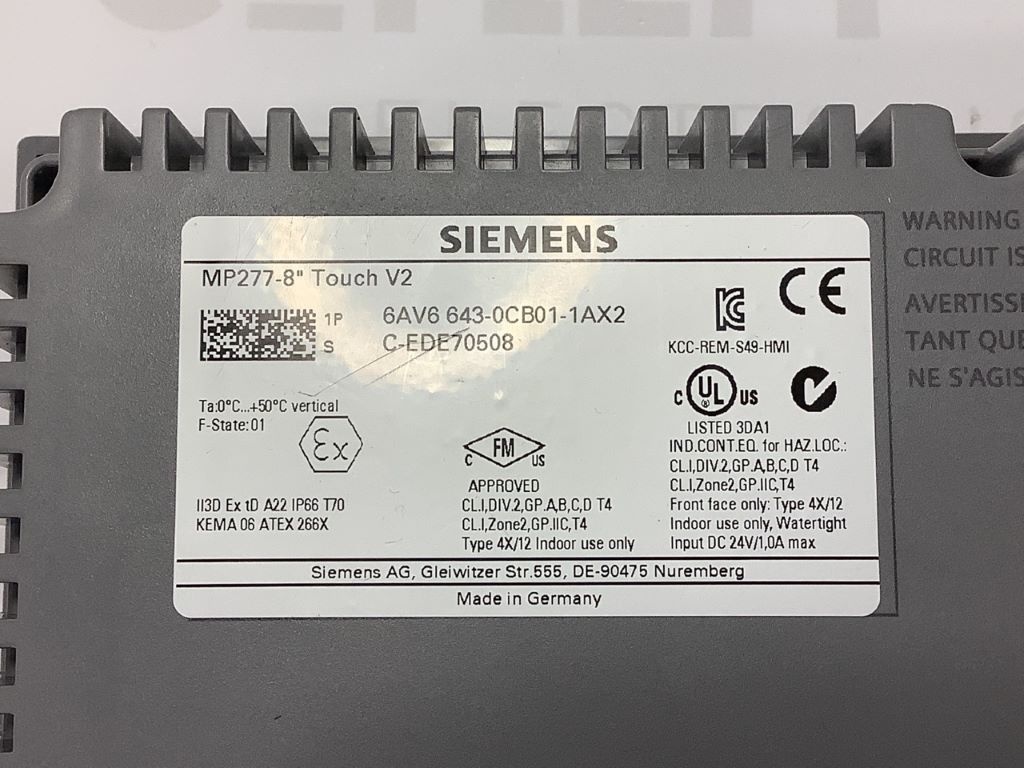 SIEMENS
MP277-8" Touch V2
1P 6AV6 643-0CB01-1AX2
S C-EDE70508
KCC-REM-S49-HMI
CE
Ta:0°C...+50°C vertical
F-State:01
Ex
II3D Ex tD A22 IP66 T70
KEMA 06 ATEX 266X
C FM US
APPROVED
CL.I,DIV.2,GP.A,B,C,D T4
CL.I,Zone2,GP.IIC,T4
Type 4X/12 Indoor use only
C UL ® US
LISTED 3DA1
IND.CONT.EQ. for HAZ.LOC.:
CL.I,DIV.2,GP.A,B,C,D T4
CL.I,Zone2,GP.IIC,T4
Front face only: Type 4X/12
Indoor use only, Watertight
Input DC 24V/1,0A max
Siemens AG, Gleiwitzer Str.555, DE-90475 Nuremberg
Made in Germany
WARNING
CIRCUIT IS
TANT QUE
NE S'AGIS